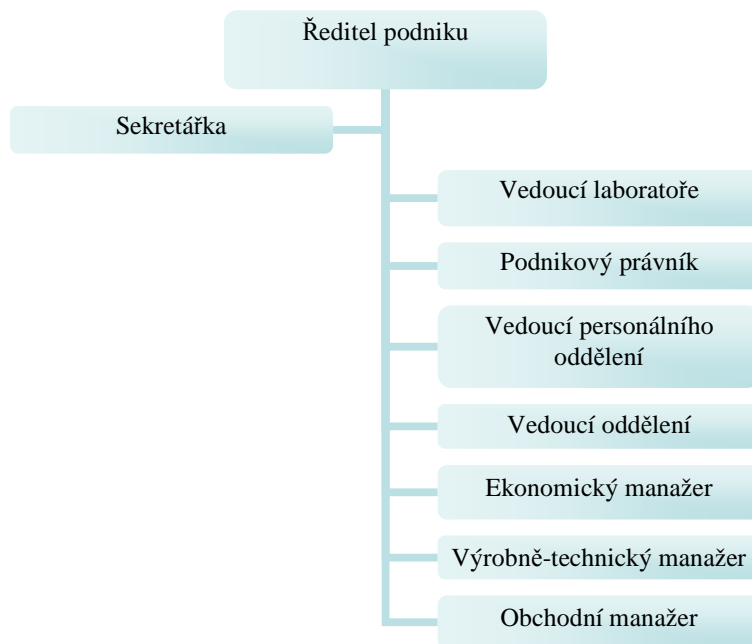 Ředitel podniku
Sekretářka
Vedoucí laboratoře
Podnikový právník
Vedoucí personálního
oddělení
Vedoucí oddělení
Ekonomický manažer
Výrobně-technický manažer
Obchodní manažer